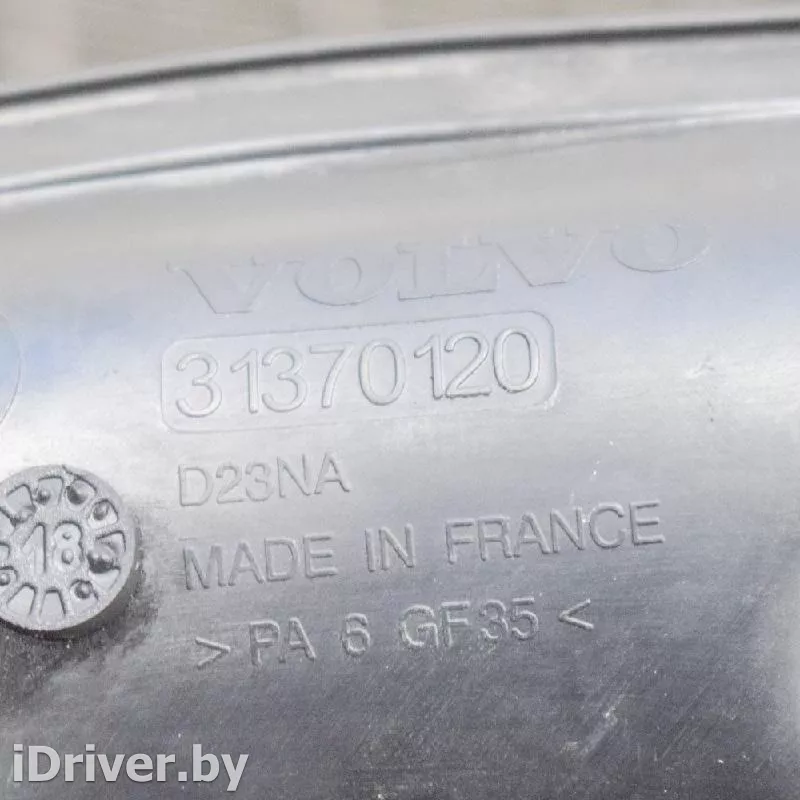 VOLVO
31370120
D23NA
18
MADE IN FRANCE
> PA 6 GF35 <
iDriver.by